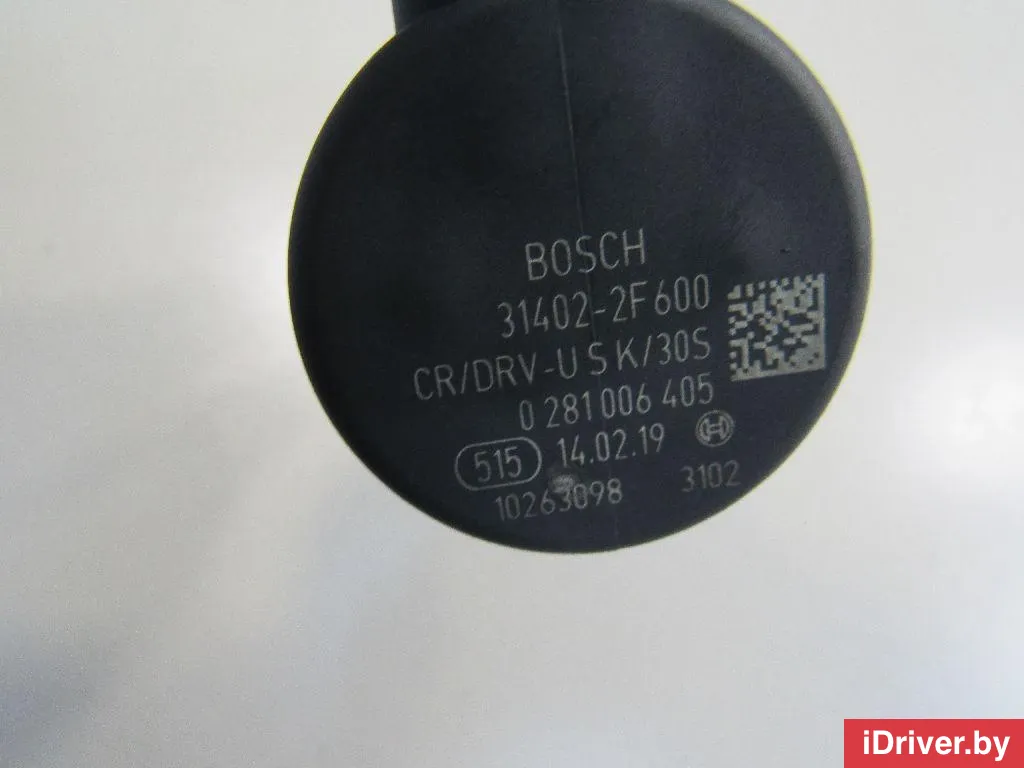 BOSCH
31402-2F600
CR/DRV-U S K/30S
0 281 006 405
515 14.02.19
10263098 3102
iDriver.by